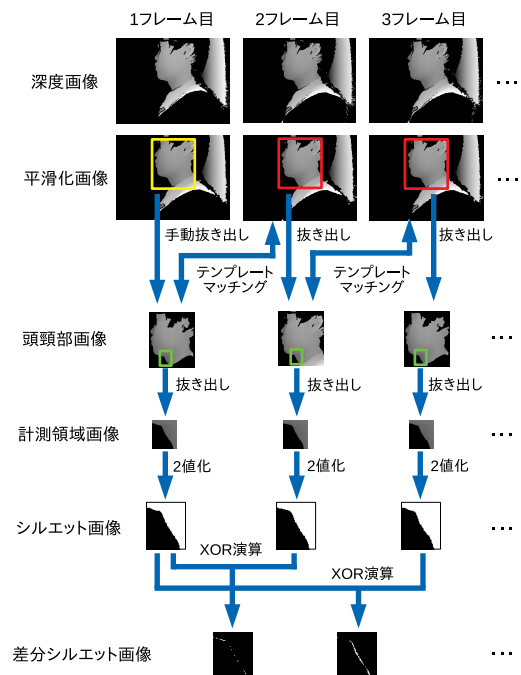 1フレーム目 2フレーム目 3フレーム目
深度画像 ･･･
平滑化画像 ･･･
手動抜き出し 抜き出し 抜き出し
テンプレート
マッチング
テンプレート
マッチング
頭頸部画像 ･･･
抜き出し 抜き出し 抜き出し
計測領域画像 ･･･
2値化 2値化 2値化
シルエット画像 ･･･
XOR演算
XOR演算
差分シルエット画像 ･･･